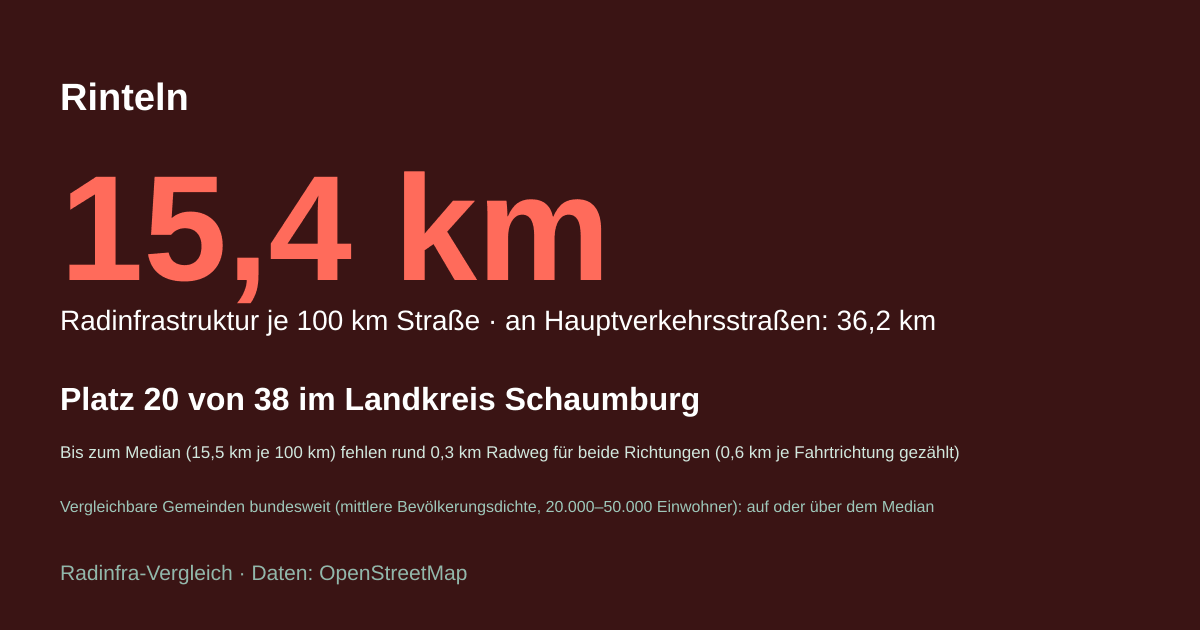 Rinteln
15,4 km
Radinfrastruktur je 100 km Straße · an Hauptverkehrsstraßen: 36,2 km
Platz 20 von 38 im Landkreis Schaumburg
Bis zum Median (15,5 km je 100 km) fehlen rund 0,3 km Radweg für beide Richtungen (0,6 km je Fahrtrichtung gezählt)
Vergleichbare Gemeinden bundesweit (mittlere Bevölkerungsdichte, 20.000–50.000 Einwohner): auf oder über dem Median
Radinfra-Vergleich · Daten: OpenStreetMap